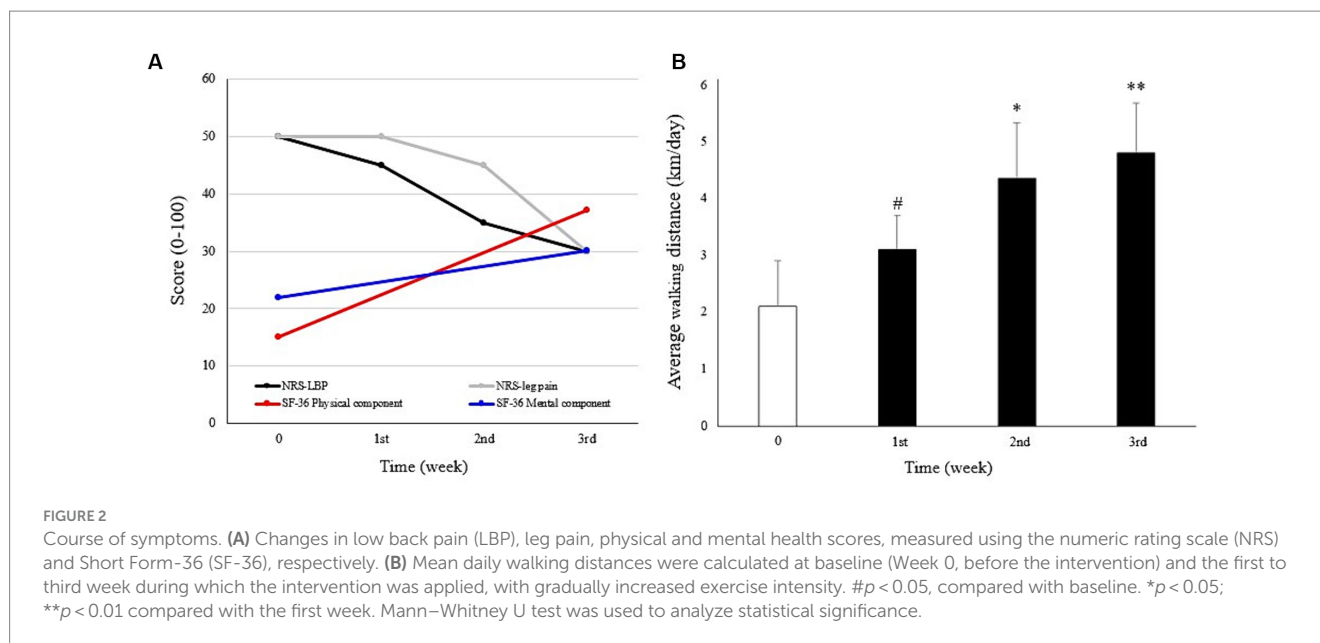 A
60
50
40
30
20
10
0
Score (0-100)
NRS-LBP
NRS-leg pain
SF-36 Physical component
SF-36 Mental component
0 1st 2nd 3rd
Time (week)
B
6
5
4
3
2
1
0
Average walking distance (km/day)
#
*
**
0 1st 2nd 3rd
Time (week)
FIGURE 2
Course of symptoms. (A) Changes in low back pain (LBP), leg pain, physical and mental health scores, measured using the numeric rating scale (NRS)
and Short Form-36 (SF-36), respectively. (B) Mean daily walking distances were calculated at baseline (Week 0, before the intervention) and the first to
third week during which the intervention was applied, with gradually increased exercise intensity. #p < 0.05, compared with baseline. *p < 0.05;
**p < 0.01 compared with the first week. Mann–Whitney U test was used to analyze statistical significance.